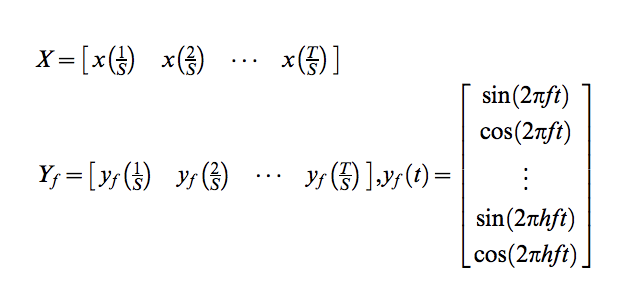 X = [ x(1/S) x(2/S) ⋯ x(T/S) ]
Y_f = [ y_f(1/S) y_f(2/S) ⋯ y_f(T/S) ], y_f(t) =
sin(2πft)
cos(2πft)
⋮
sin(2πhft)
cos(2πhft)